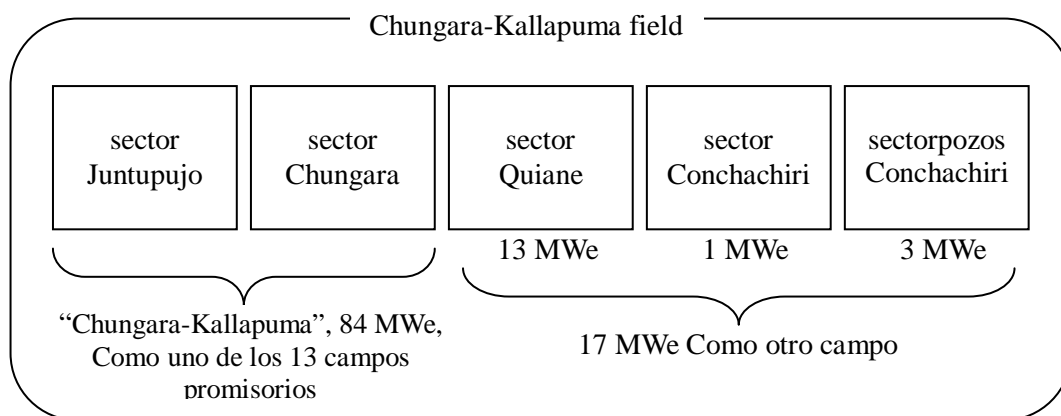 Chungara-Kallapuma field
sector
Juntupujo
sector
Chungara
sector
Quiane
sector
Conchachiri
sectorpozos
Conchachiri
13 MWe
1 MWe
3 MWe
“Chungara-Kallapuma”, 84 MWe,
Como uno de los 13 campos
promisorios
17 MWe Como otro campo